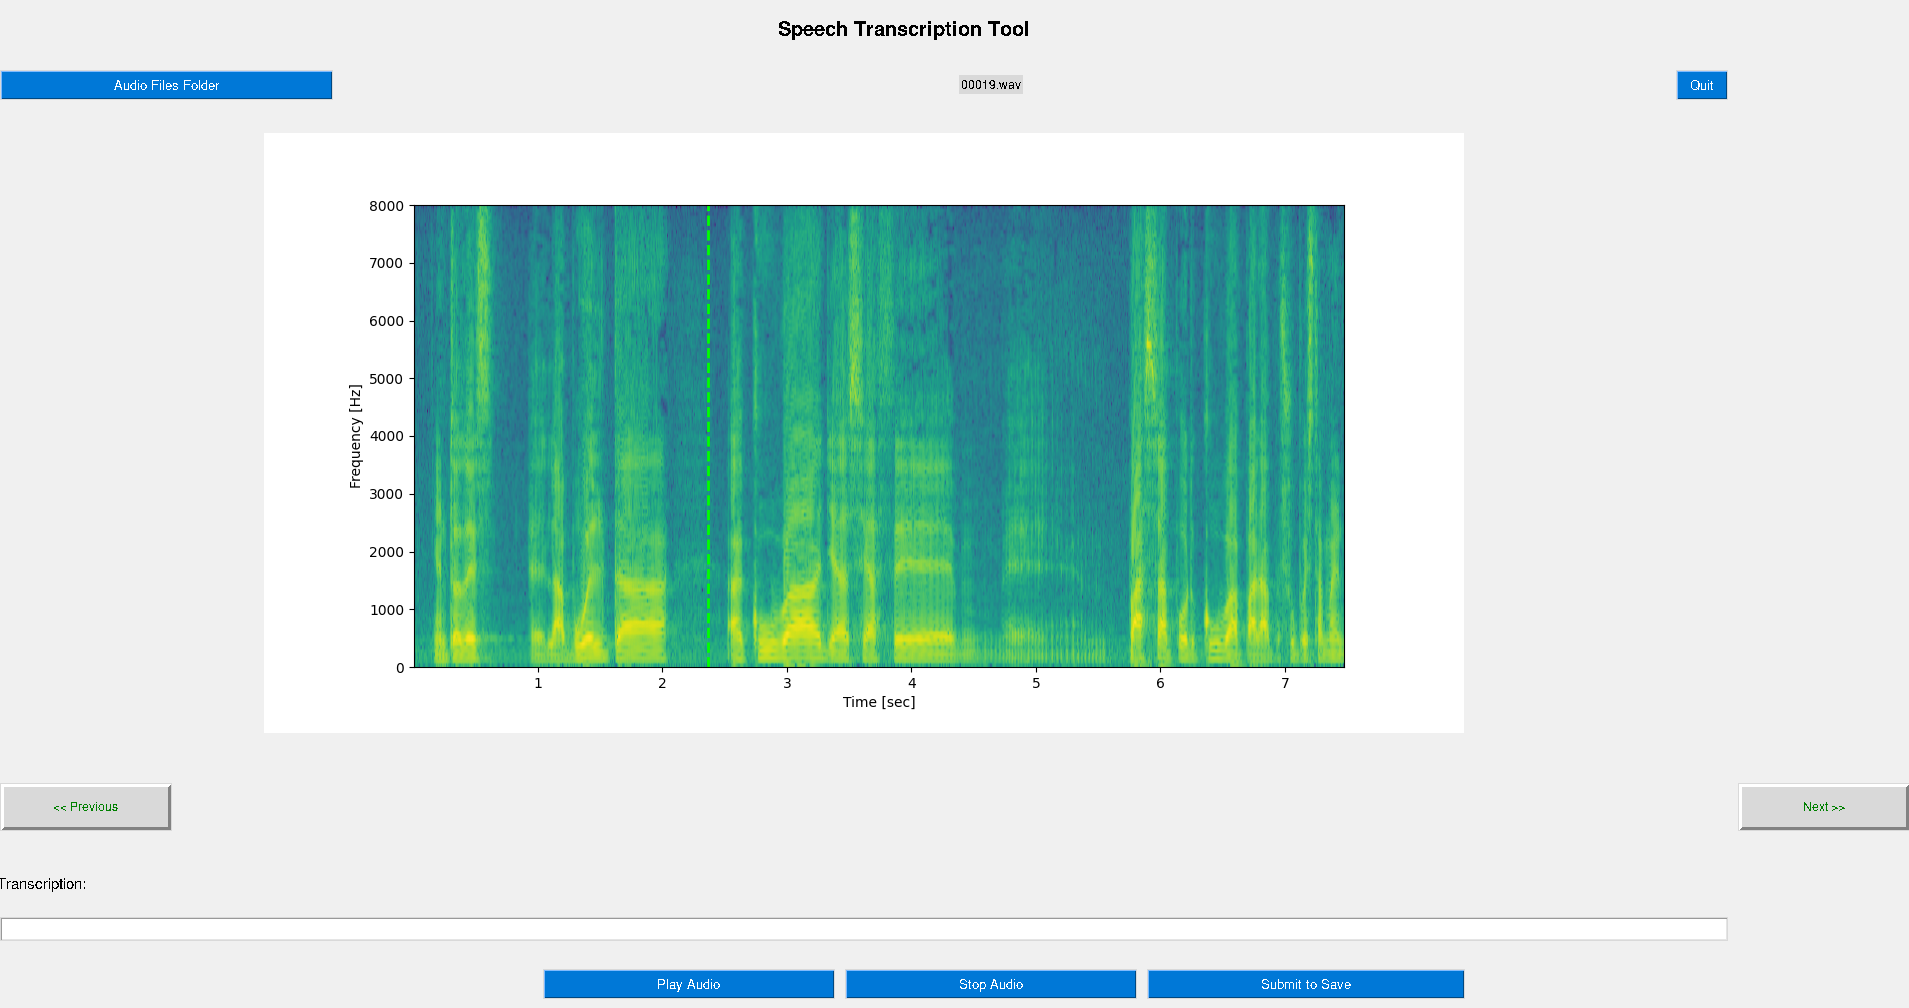 Speech Transcription Tool
Audio Files Folder
00019.wav
Quit
8000
7000
6000
5000
4000
3000
2000
1000
0
Frequency [Hz]
1 2 3 4 5 6 7
Time [sec]
<< Previous
Next >>
Transcription:
Play Audio
Stop Audio
Submit to Save